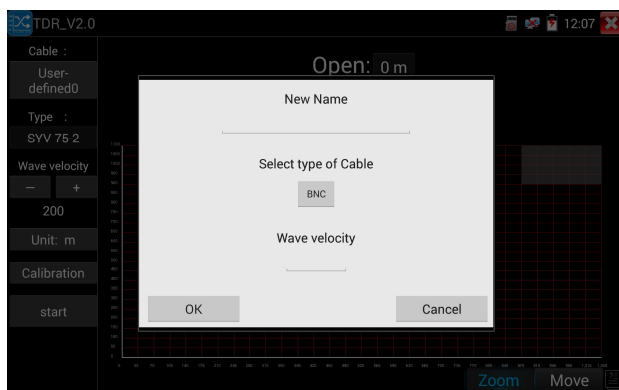 TDR_V2.0
12:07
Cable :
User-
defined0
Type :
SYV 75-2
Wave velocity
− +
200
Unit: m
Calibration
start
Open: 0 m
New Name
Select type of Cable
BNC
Wave velocity
OK Cancel
Zoom Move